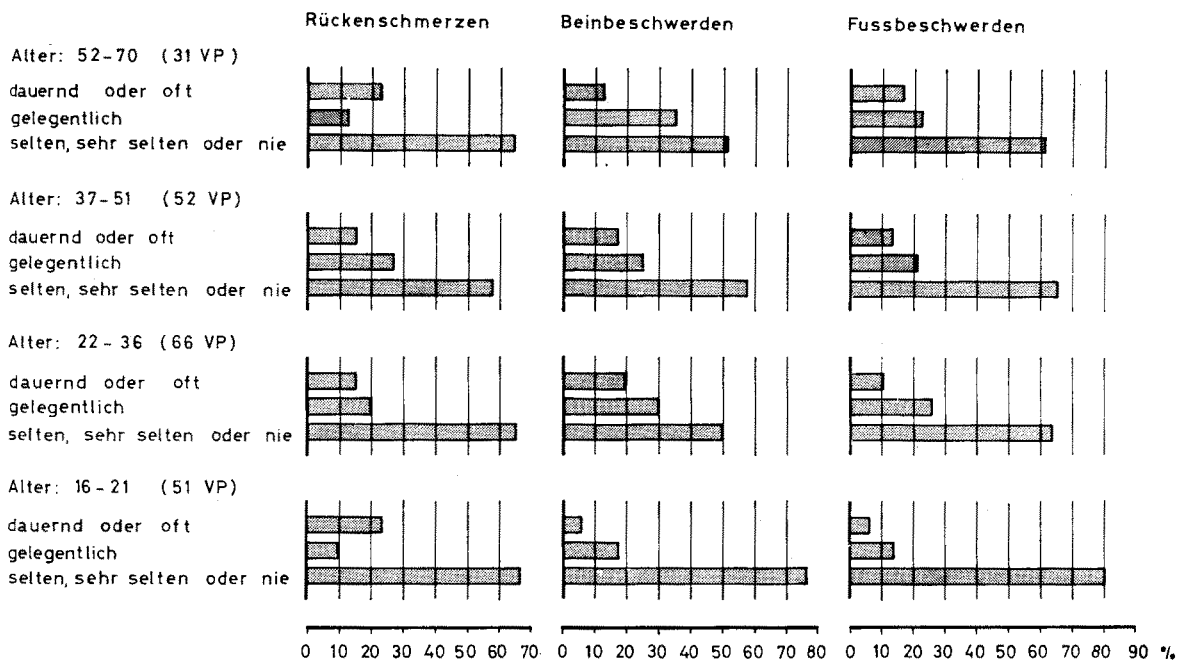 Rückenschmerzen Beinbeschwerden Fussbeschwerden
Alter: 52-70 (31 VP)
dauernd oder oft
gelegentlich
selten, sehr selten oder nie
Alter: 37-51 (52 VP)
dauernd oder oft
gelegentlich
selten, sehr selten oder nie
Alter: 22-36 (66 VP)
dauernd oder oft
gelegentlich
selten, sehr selten oder nie
Alter: 16-21 (51 VP)
dauernd oder oft
gelegentlich
selten, sehr selten oder nie
0 10 20 30 40 50 60 70 0 10 20 30 40 50 60 70 80 0 10 20 30 40 50 60 70 80 90 %